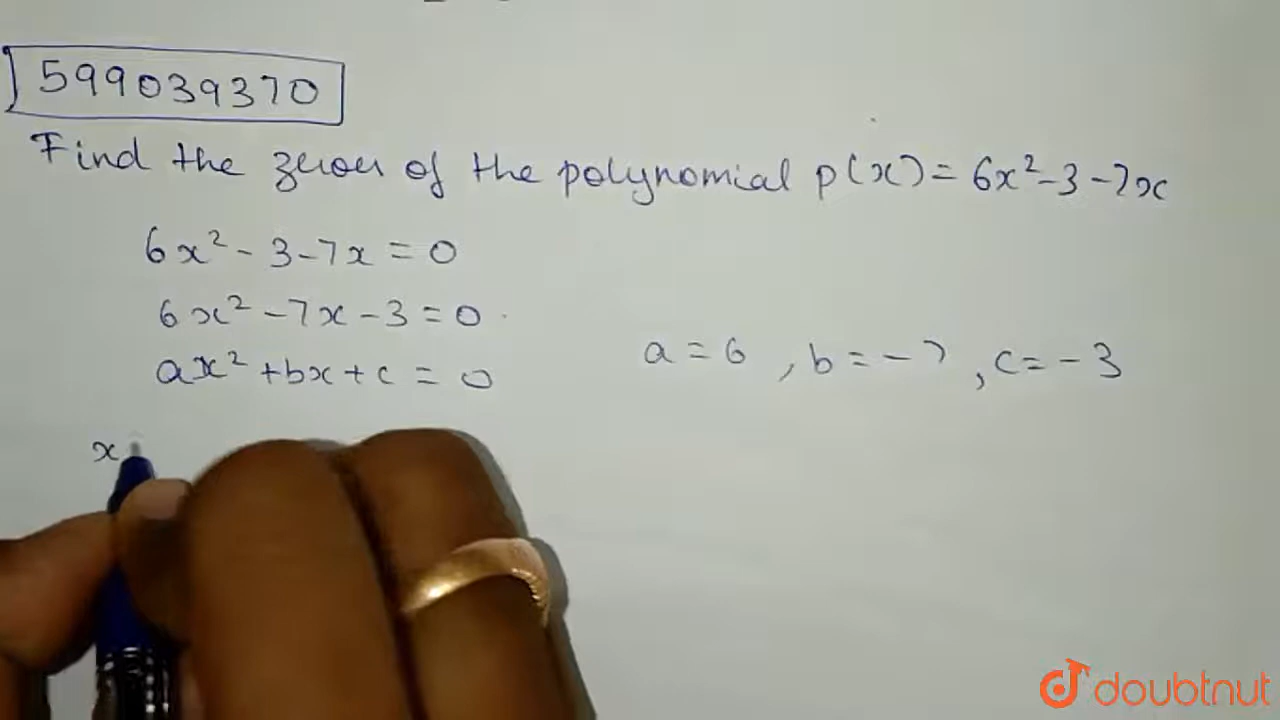 599039370
Find the zeroes of the polynomial p(x) = 6x² - 3 - 7x
6x² - 3 - 7x = 0
6x² - 7x - 3 = 0
ax² + bx + c = 0
a = 6 , b = - 7 , c = - 3
x
doubtnut